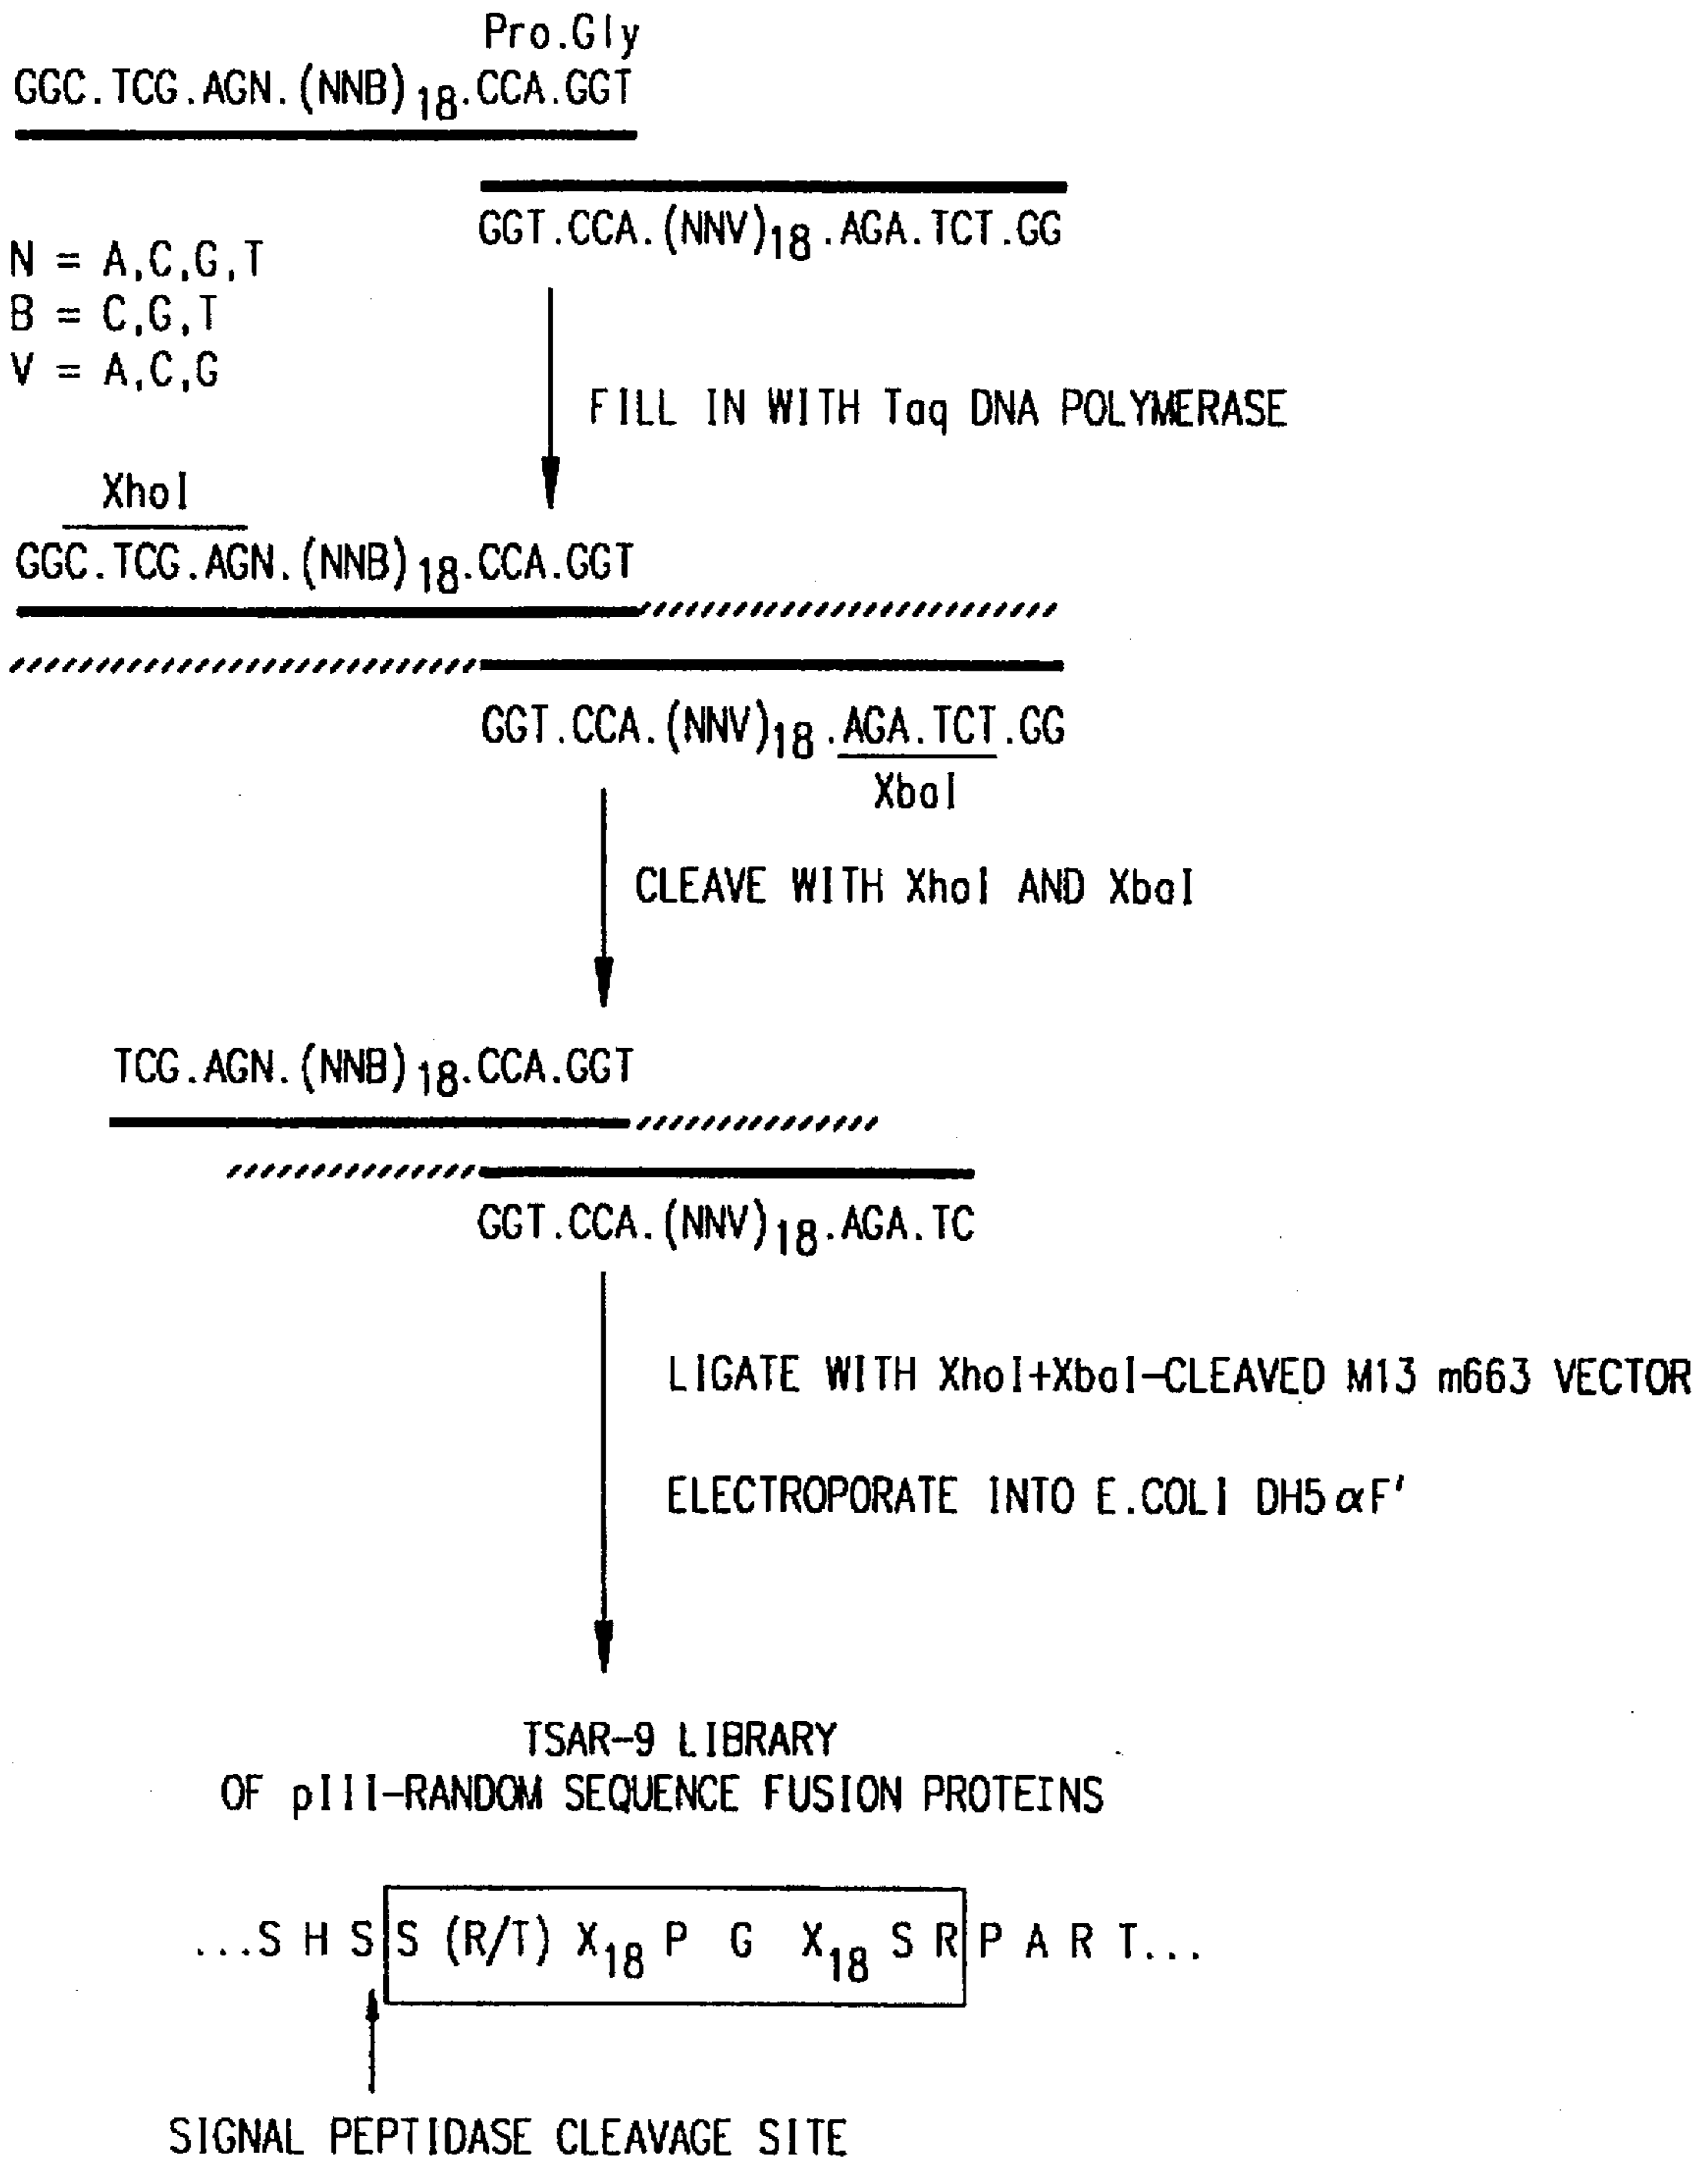 Pro.Gly
GGC.TCG.AGN.(NNB)18.CCA.GGT
GGT.CCA.(NNV)18.AGA.TCT.GG
N = A,C,G,T
B = C,G,T
V = A,C,G
FILL IN WITH Taq DNA POLYMERASE
XhoI
GGC.TCG.AGN.(NNB)18.CCA.GGT
GGT.CCA.(NNV)18.AGA.TCT.GG
XbaI
CLEAVE WITH XhoI AND XbaI
TCG.AGN.(NNB)18.CCA.GGT
GGT.CCA.(NNV)18.AGA.TC
LIGATE WITH XhoI+XbaI-CLEAVED M13 m663 VECTOR
ELECTROPORATE INTO E.COLI DH5αF'
TSAR-9 LIBRARY
OF pIII-RANDOM SEQUENCE FUSION PROTEINS
...S H S S (R/T) X18 P G X18 S R P A R T...
SIGNAL PEPTIDASE CLEAVAGE SITE